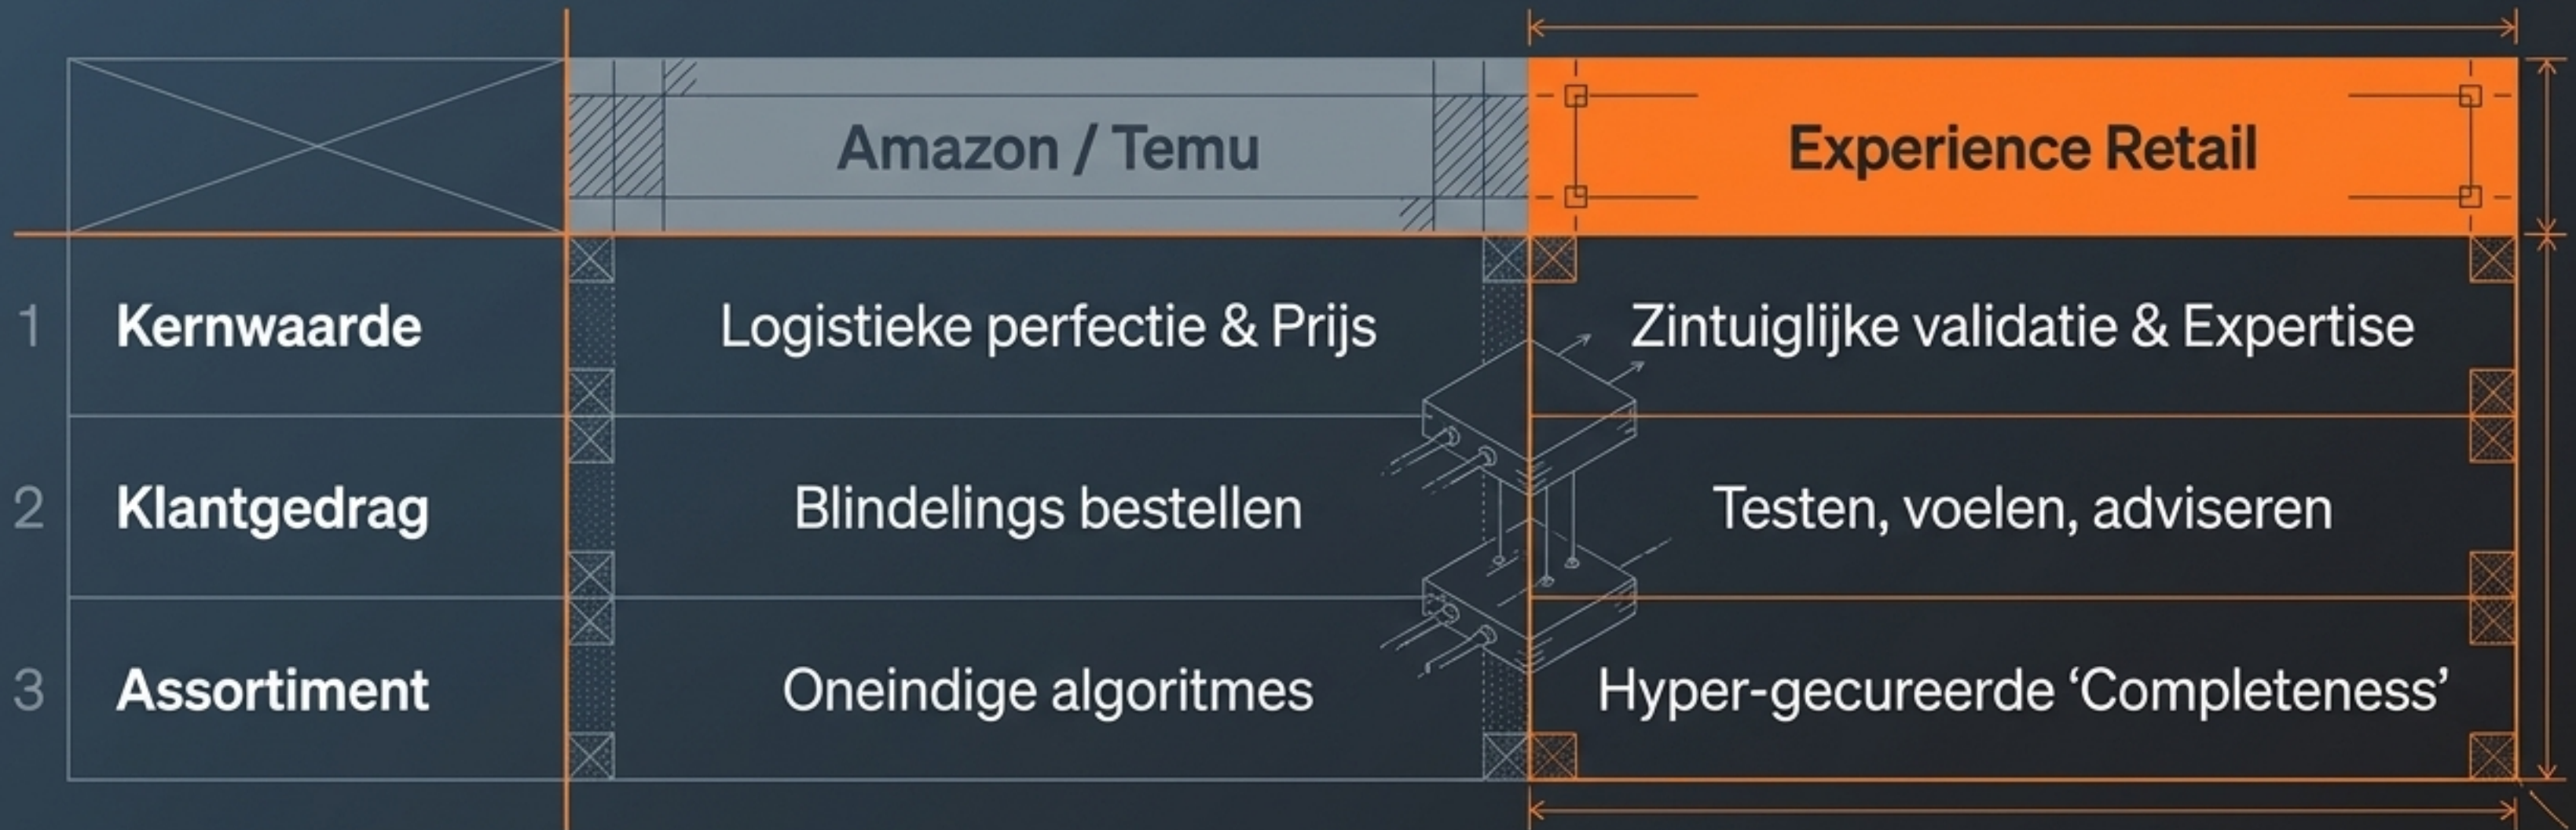 Amazon / Temu
Experience Retail
1 Kernwaarde Logistieke perfectie & Prijs Zintuiglijke validatie & Expertise
2 Klantgedrag Blindelings bestellen Testen, voelen, adviseren
3 Assortiment Oneindige algoritmes Hyper-gecureerde ‘Completeness’